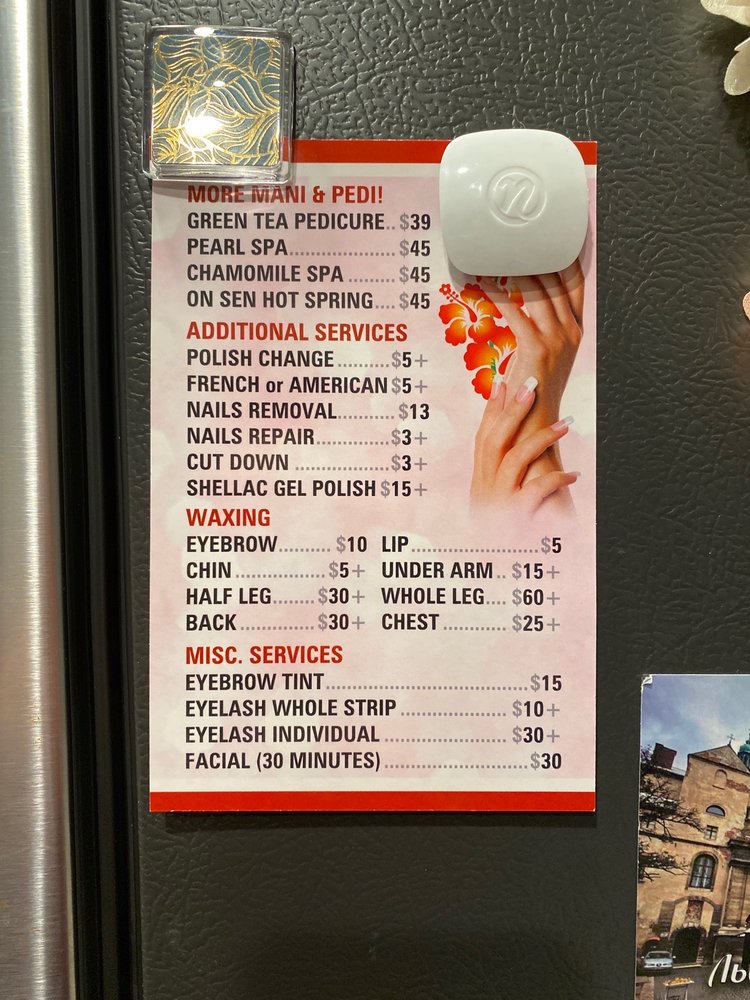 n
MORE MANI & PEDI!
GREEN TEA PEDICURE..$39
PEARL SPA.....................$45
CHAMOMILE SPA .........$45
ON SEN HOT SPRING....$45
ADDITIONAL SERVICES
POLISH CHANGE ..........$5+
FRENCH or AMERICAN $5+
NAILS REMOVAL........... $13
NAILS REPAIR..............$3+
CUT DOWN ..................$3+
SHELLAC GEL POLISH $15+
WAXING
EYEBROW.......... $10 LIP........................$5
CHIN .................$5+ UNDER ARM .. $15+
HALF LEG........$30+ WHOLE LEG.... $60+
BACK ..............$30+ CHEST ............ $25+
MISC. SERVICES
EYEBROW TINT.......................................$15
EYELASH WHOLE STRIP .................... $10+
EYELASH INDIVIDUAL ....................... $30+
FACIAL (30 MINUTES) ...........................$30